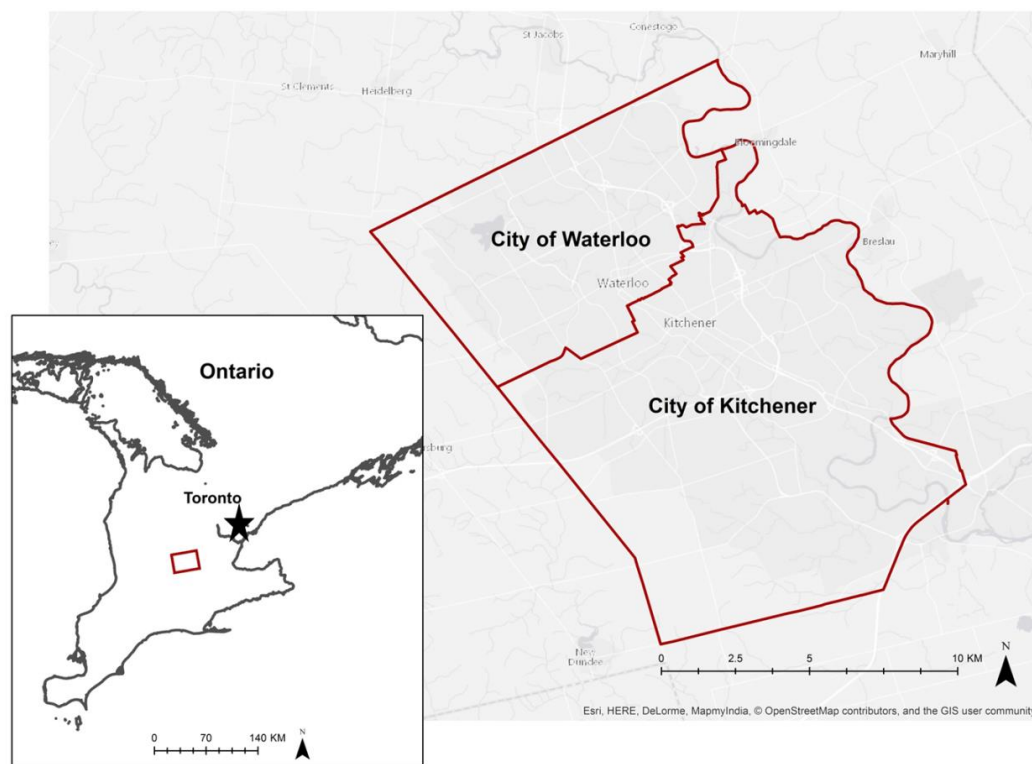 Conestogo
St Jacobs
Maryhill
St Clements
Heidelberg
Bloomingdale
City of Waterloo
Breslau
Waterloo
Kitchener
City of Kitchener
Ontario
Toronto
New
Dundee
0 2.5 5 10 KM
N
0 70 140 KM
N
Esri, HERE, DeLorme, MapmyIndia, © OpenStreetMap contributors, and the GIS user community